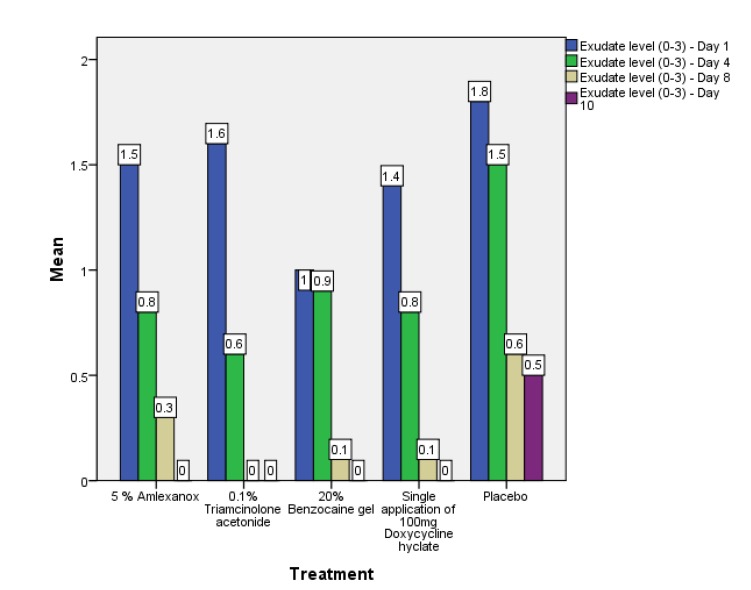 Exudate level (0-3) - Day 1
Exudate level (0-3) - Day 4
Exudate level (0-3) - Day 8
Exudate level (0-3) - Day
10
Mean
2
1.5
1
0.5
0
1.5
0.8
0.3
0
1.6
0.6
0
0
1
0.9
0.1
0
1.4
0.8
0.1
0
1.8
1.5
0.6
0.5
5 % Amlexanox
0.1%
Triamcinolone
acetonide
20%
Benzocaine gel
Single
application of
100mg
Doxycycline
hyclate
Placebo
Treatment